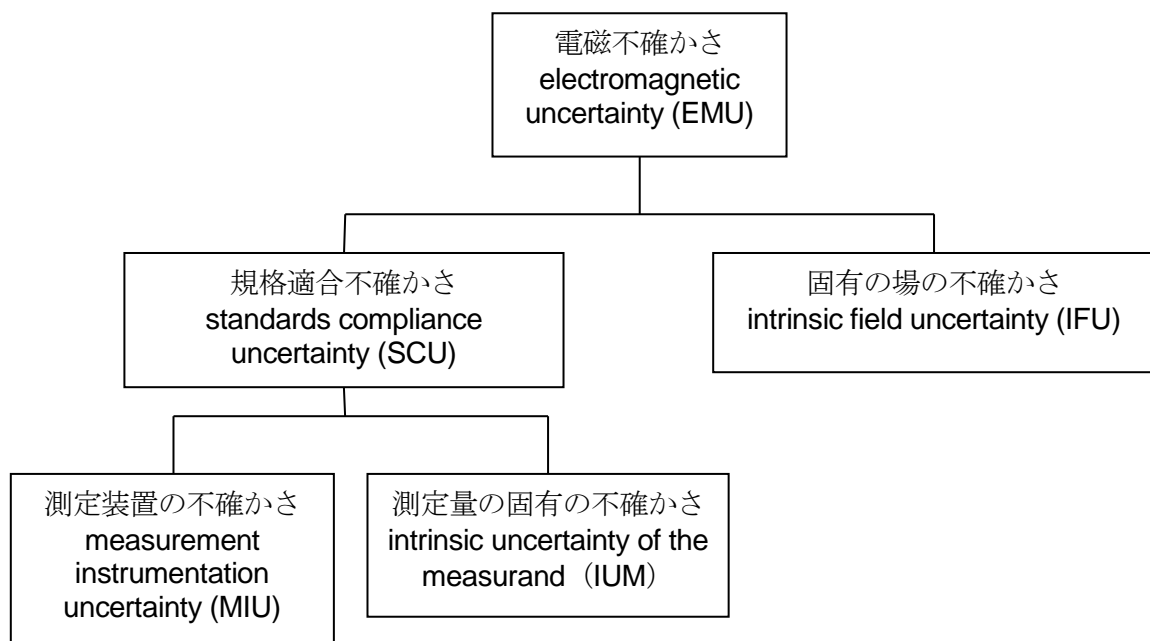 電磁不確かさ
electromagnetic
uncertainty (EMU)
規格適合不確かさ
standards compliance
uncertainty (SCU)
固有の場の不確かさ
intrinsic field uncertainty (IFU)
測定装置の不確かさ
measurement
instrumentation
uncertainty (MIU)
測定量の固有の不確かさ
intrinsic uncertainty of the
measurand（IUM）